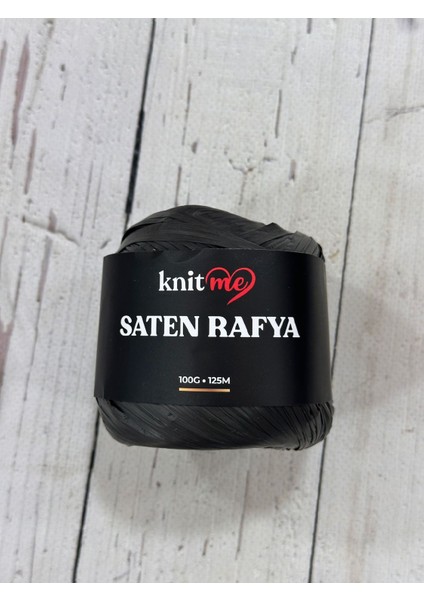 knit me
SATEN RAFYA
100G • 125M